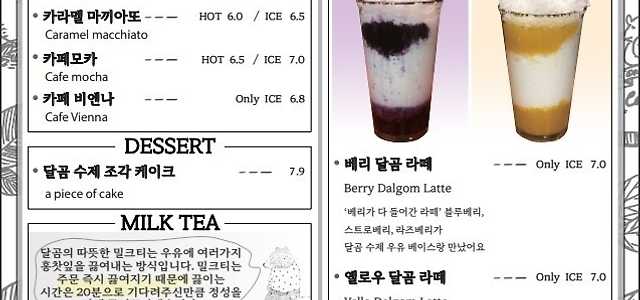 카라멜 마끼아또 --- HOT 6.0 / ICE 6.5
Caramel macchiato
카페모카 --- HOT 6.5 / ICE 7.0
Cafe mocha
카페 비엔나 --- Only ICE 6.8
Cafe Vienna
DESSERT
달곰 수제 조각 케이크 --- 7.9
a piece of cake
MILK TEA
달곰의 따뜻한 밀크티는 우유에 여러가지
홍찻잎을 끓여내는 방식입니다. 밀크티는
주문 즉시 끓여지기 때문에 끓이는
시간은 20분으로 기다려주신만큼 정성을
베리 달곰 라떼 --- Only ICE 7.0
Berry Dalgom Latte
'베리가 다 들어간 라떼' 블루베리,
스트로베리, 라즈베리가
달곰 수제 우유 베이스랑 만났어요
옐로우 달곰 라떼 --- Only ICE 7.0